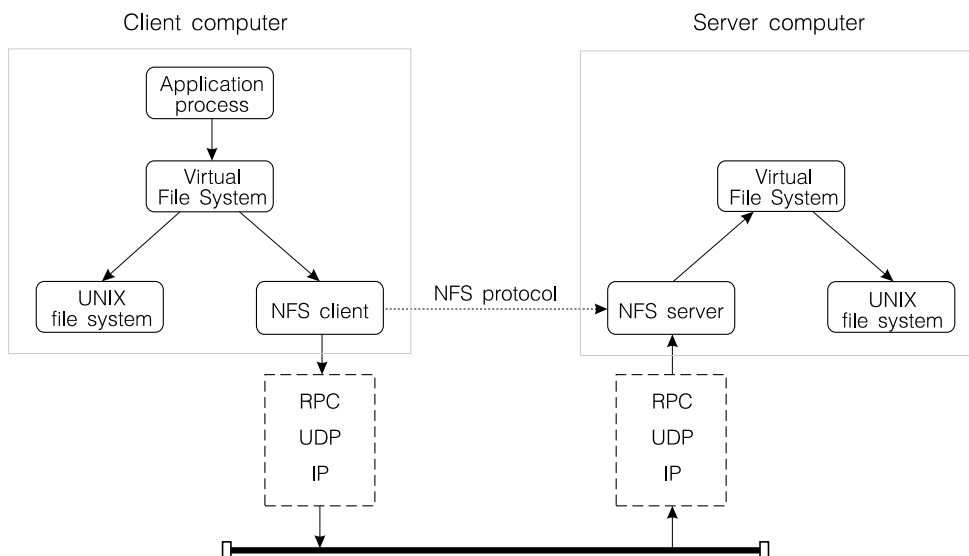 Client computer
Server computer
Application
process
Virtual
File System
Virtual
File System
UNIX
file system
NFS client
NFS protocol
NFS server
UNIX
file system
RPC
UDP
IP
RPC
UDP
IP